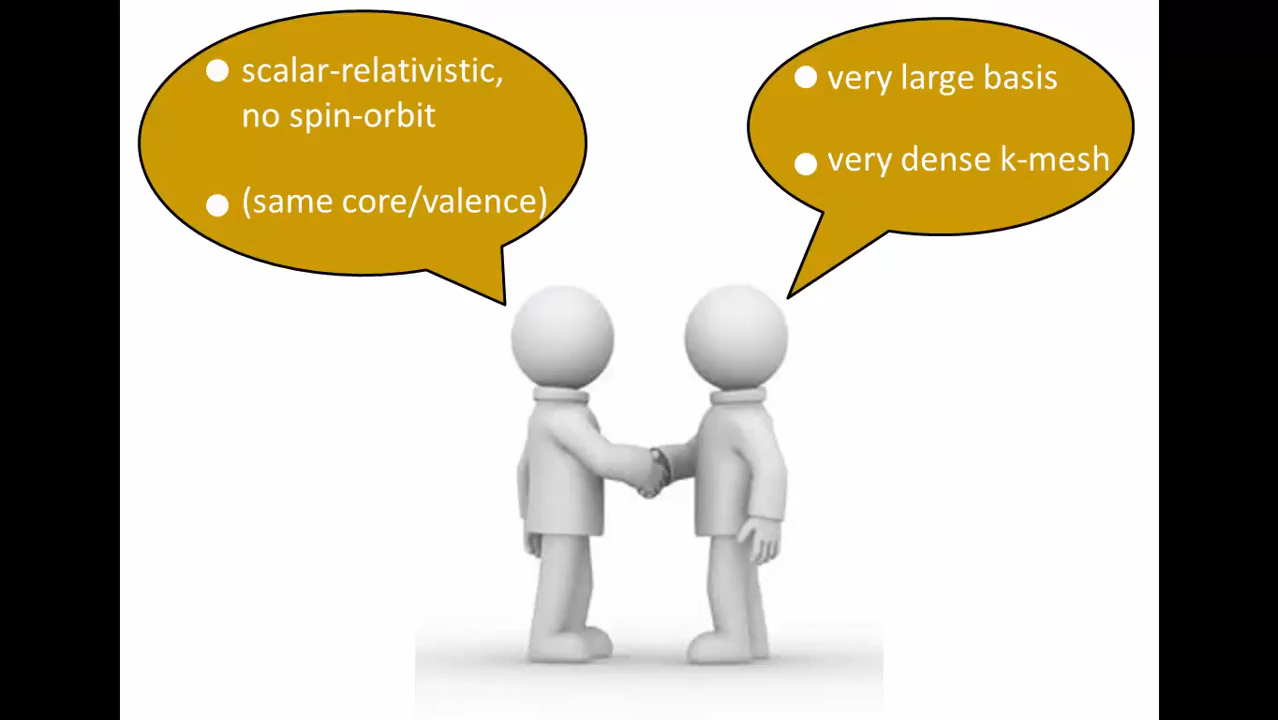 scalar-relativistic,
no spin-orbit
(same core/valence)
very large basis
very dense k-mesh